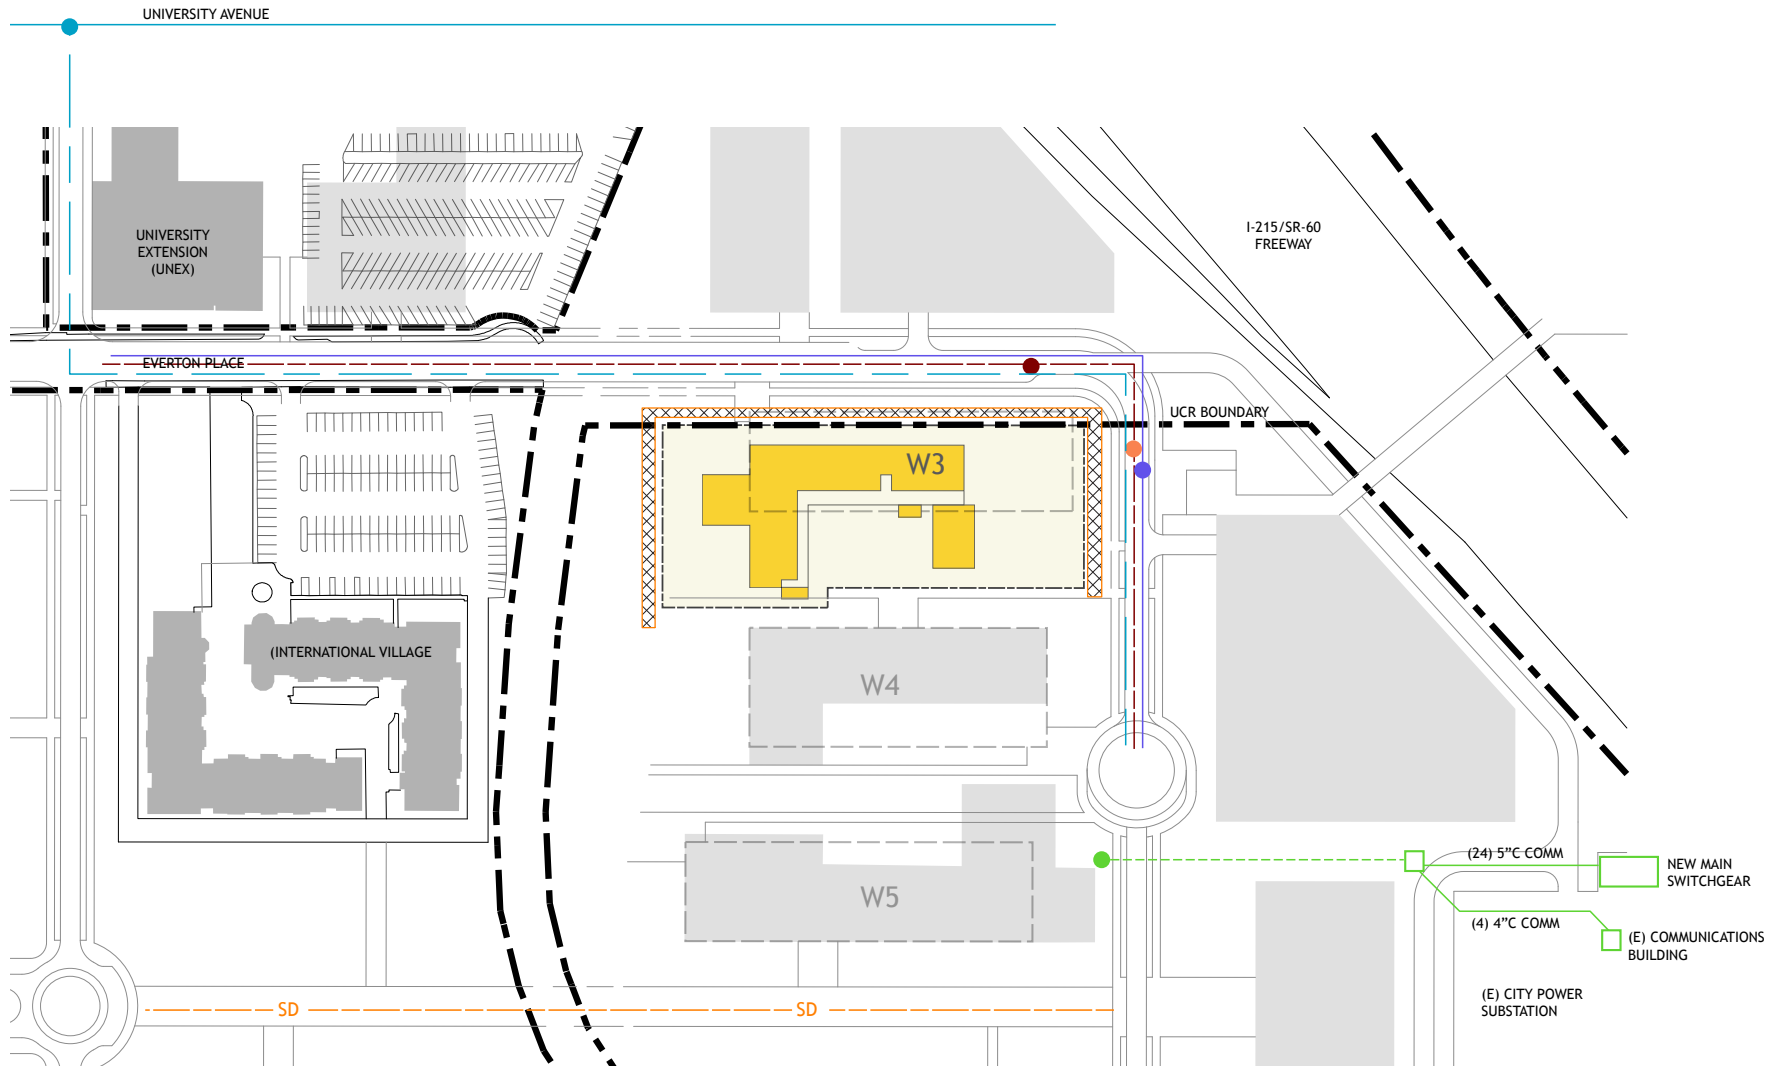 UNIVERSITY AVENUE
UNIVERSITY
EXTENSION
(UNEX)
I-215/SR-60
FREEWAY
EVERTON PLACE
UCR BOUNDARY
W3
(INTERNATIONAL VILLAGE
W4
(24) 5”C COMM
NEW MAIN
SWITCHGEAR
W5
(4) 4”C COMM
(E) COMMUNICATIONS
BUILDING
(E) CITY POWER
SUBSTATION
SD
SD